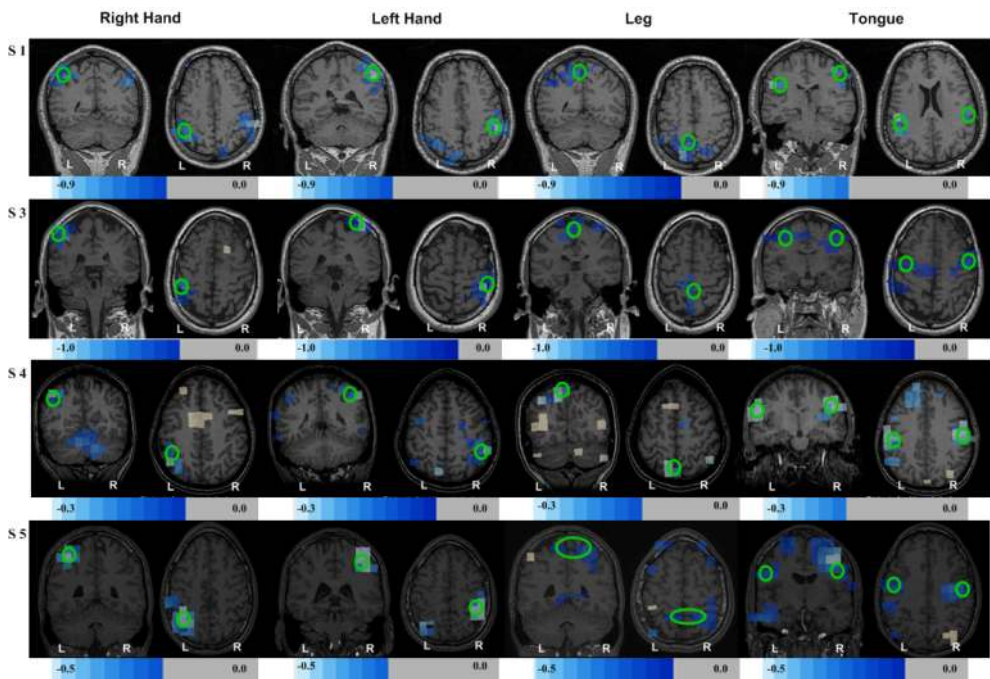 Right Hand Left Hand Leg Tongue
S 1
L R L R L R L R L R L R L R L R
-0.9 0.0 -0.9 0.0 -0.9 0.0 -0.9 0.0
S 3
L R L R L R L R L R L R L R L R
-1.0 0.0 -1.0 0.0 -1.0 0.0 -1.0 0.0
S 4
L R L R L R L R L R L R L R L R
-0.3 0.0 -0.3 0.0 -0.3 0.0 -0.3 0.0
S 5
L R L R L R L R L R L R L R L R
-0.5 0.0 -0.5 0.0 -0.5 0.0 -0.5 0.0